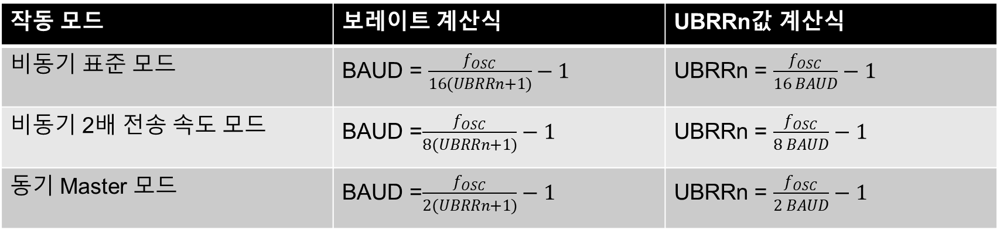 작동 모드 보레이트 계산식 UBRRn값 계산식
비동기 표준 모드 BAUD = \frac{f_{OSC}}{16(UBRRn+1)} − 1 UBRRn = \frac{f_{OSC}}{16 BAUD} − 1
비동기 2배 전송 속도 모드 BAUD =\frac{f_{OSC}}{8(UBRRn+1)} − 1 UBRRn = \frac{f_{OSC}}{8 BAUD} − 1
동기 Master 모드 BAUD =\frac{f_{OSC}}{2(UBRRn+1)} − 1 UBRRn = \frac{f_{OSC}}{2 BAUD} − 1